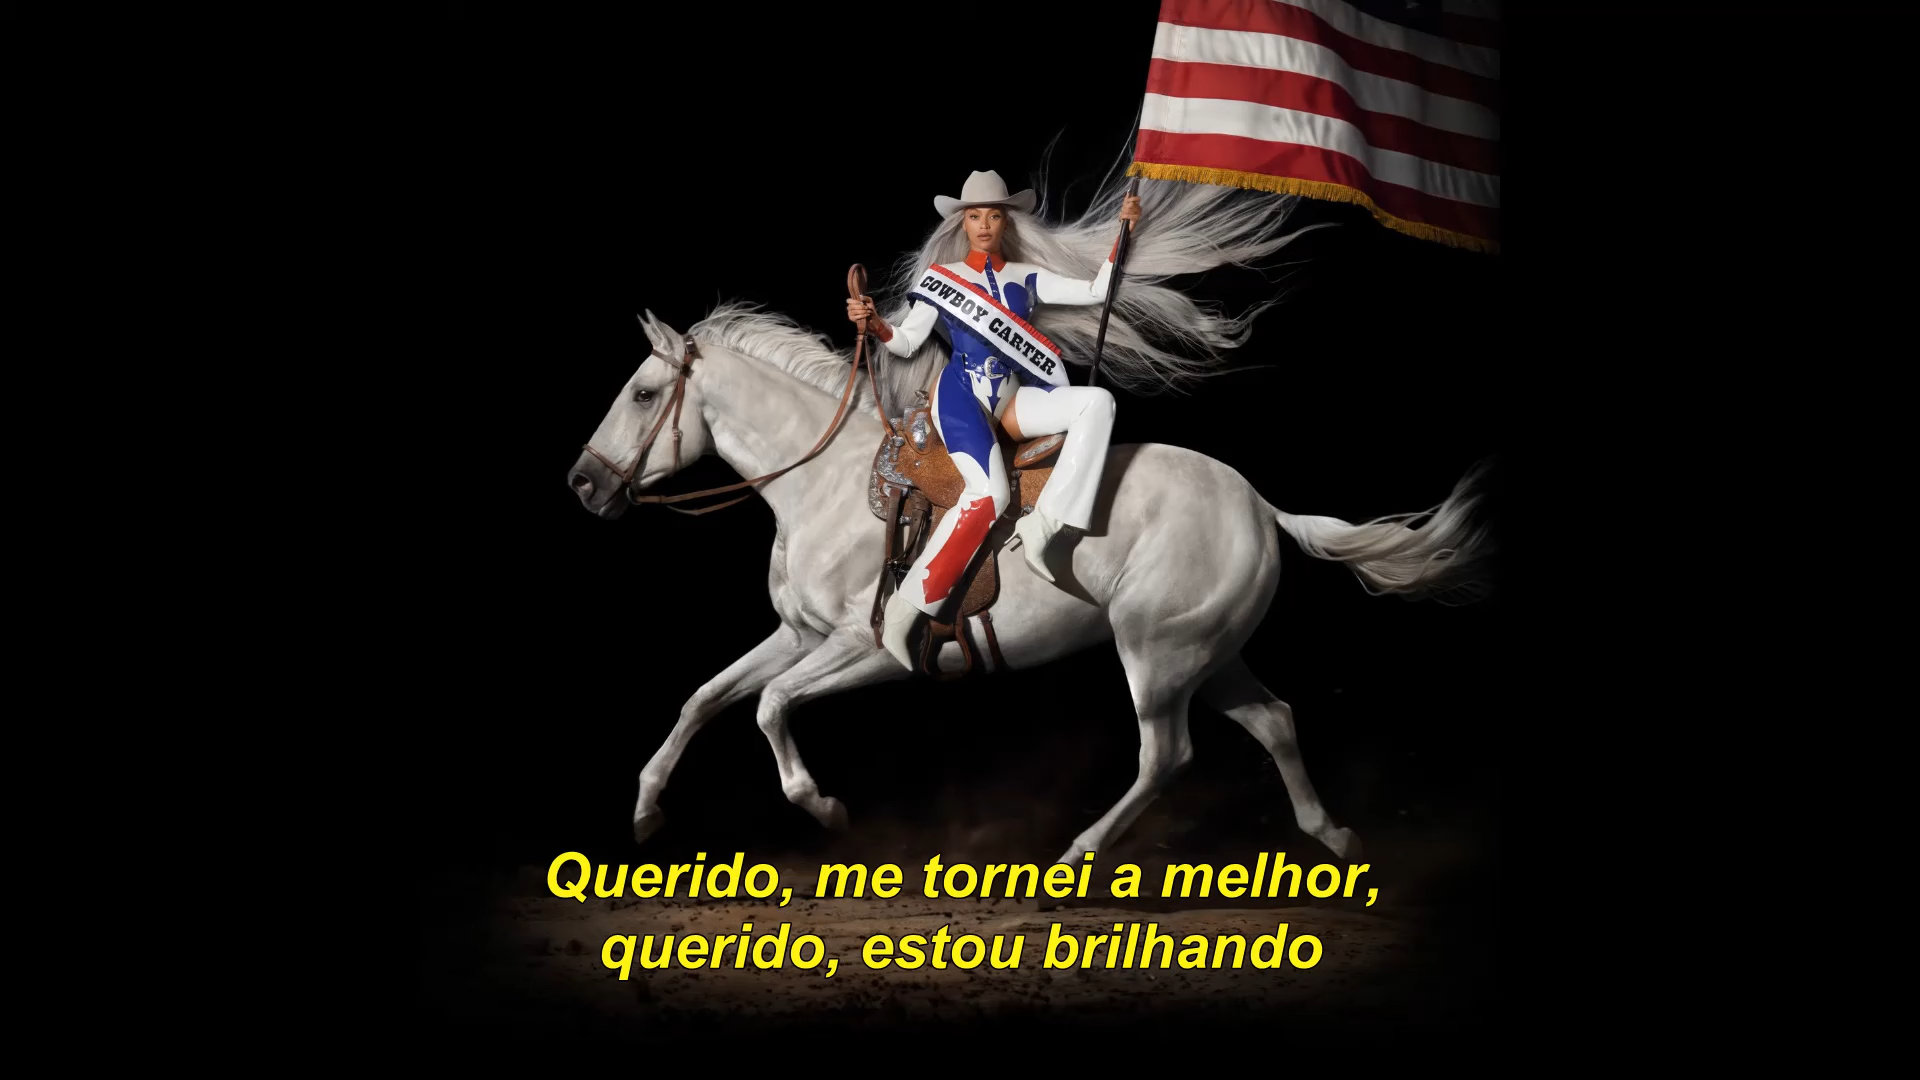 COWBOY CARTER
Querido, me tornei a melhor,
querido, estou brilhando